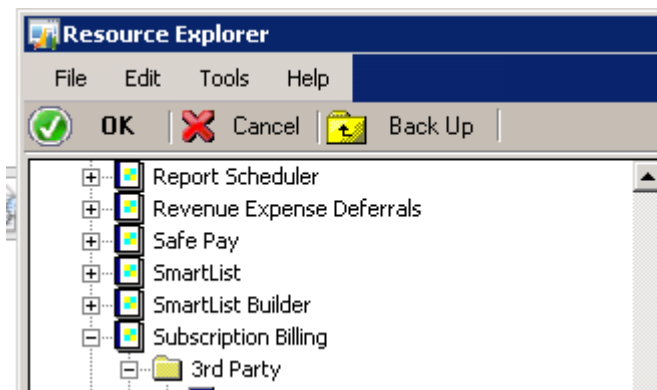 Resource Explorer
File Edit Tools Help
OK Cancel Back Up
Report Scheduler
Revenue Expense Deferrals
Safe Pay
SmartList
SmartList Builder
Subscription Billing
3rd Party